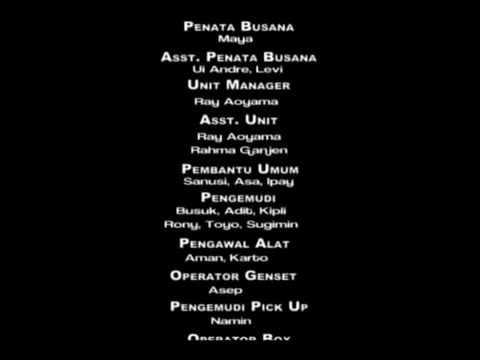 PENATA BUSANA
Maya
ASST. PENATA BUSANA
Ui Andre, Levi
UNIT MANAGER
Ray Aoyama
ASST. UNIT
Ray Aoyama
Rahma Ganjen
PEMBANTU UMUM
Sanusi, Asa, Ipay
PENGEMUDI
Busuk, Adit, Kipli
Rony, Toyo, Sugimin
PENGAWAL ALAT
Aman, Karto
OPERATOR GENSET
Asep
PENGEMUDI PICK UP
Namin
OPERATOR BOX